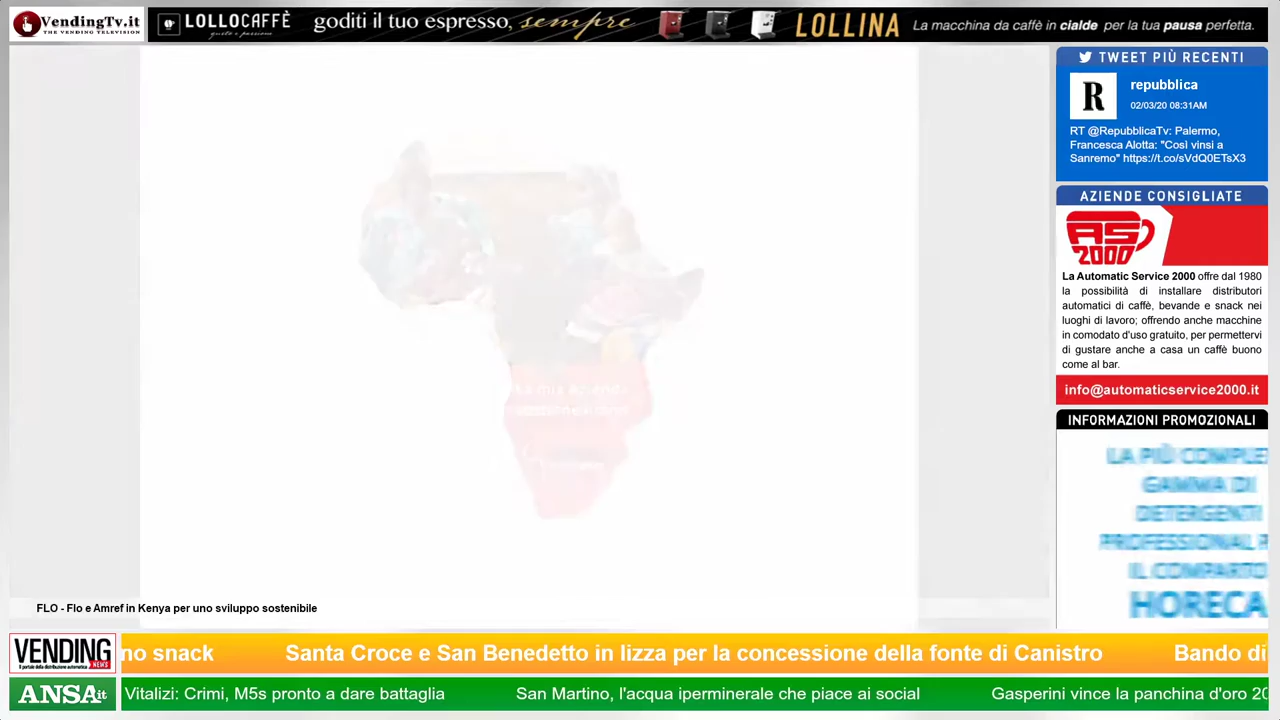 VendingTv.it
THE VENDING TELEVISION
LOLLOCAFFÈ
gusto e passione
goditi il tuo espresso, sempre
LOLLINA
La macchina da caffè in cialde per la tua pausa perfetta.
TWEET PIÙ RECENTI
R
repubblica
02/03/20 08:31AM
RT @RepubblicaTv: Palermo,
Francesca Alotta: "Così vinsi a
Sanremo" https://t.co/sVdQ0ETsX3
AZIENDE CONSIGLIATE
AS
2000
La Automatic Service 2000 offre dal 1980
la possibilità di installare distributori
automatici di caffè, bevande e snack nei
luoghi di lavoro; offrendo anche macchine
in comodato d'uso gratuito, per permettervi
di gustare anche a casa un caffè buono
come al bar.
info@automaticservice2000.it
INFORMAZIONI PROMOZIONALI
LA PIÙ COMPLE
GAMMA DI
DETERGENTI
PROFESSIONAL
IL COMPARTO
HORECA
FLO - Flo e Amref in Kenya per uno sviluppo sostenibile
VENDING
NEWS
Il portale della distribuzione automatica
no snack Santa Croce e San Benedetto in lizza per la concessione della fonte di Canistro Bando di
ANSA.it
Vitalizi: Crimi, M5s pronto a dare battaglia San Martino, l'acqua iperminerale che piace ai social Gasperini vince la panchina d'oro 20